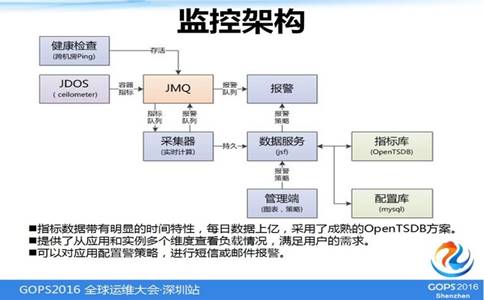 监控架构
健康检查
(跨机房Ping)
存活
JDOS
( ceilometer )
容器
指标
JMQ
报警
队列
报警
指标
队列
报警
队列
报警
策略
采集器
(实时计算)
持久
数据服务
(jsf)
指标库
(OpenTSDB)
报警
策略
管理端
(图表，策略)
配置库
(mysql)
■指标数据带有明显的时间特性，每日数据上亿，采用了成熟的OpenTSDB方案。
■提供了从应用和实例多个维度查看负载情况，满足用户的需求。
■可以对应用配置警策略，进行短信或邮件报警。
GOPS2016 全球运维大会·深圳站
GOPS2016
Shenzhen